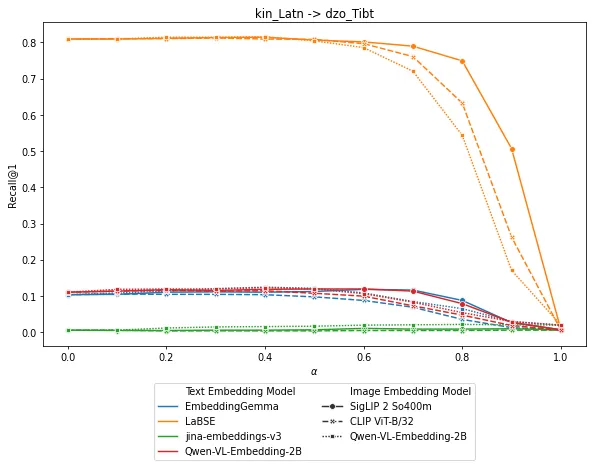 kin_Latn -> dzo_Tibt
Recall@1
0.8
0.7
0.6
0.5
0.4
0.3
0.2
0.1
0.0
0.0 0.2 0.4 0.6 0.8 1.0
α
Text Embedding Model Image Embedding Model
EmbeddingGemma SigLIP 2 So400m
LaBSE CLIP ViT-B/32
jina-embeddings-v3 Qwen-VL-Embedding-2B
Qwen-VL-Embedding-2B